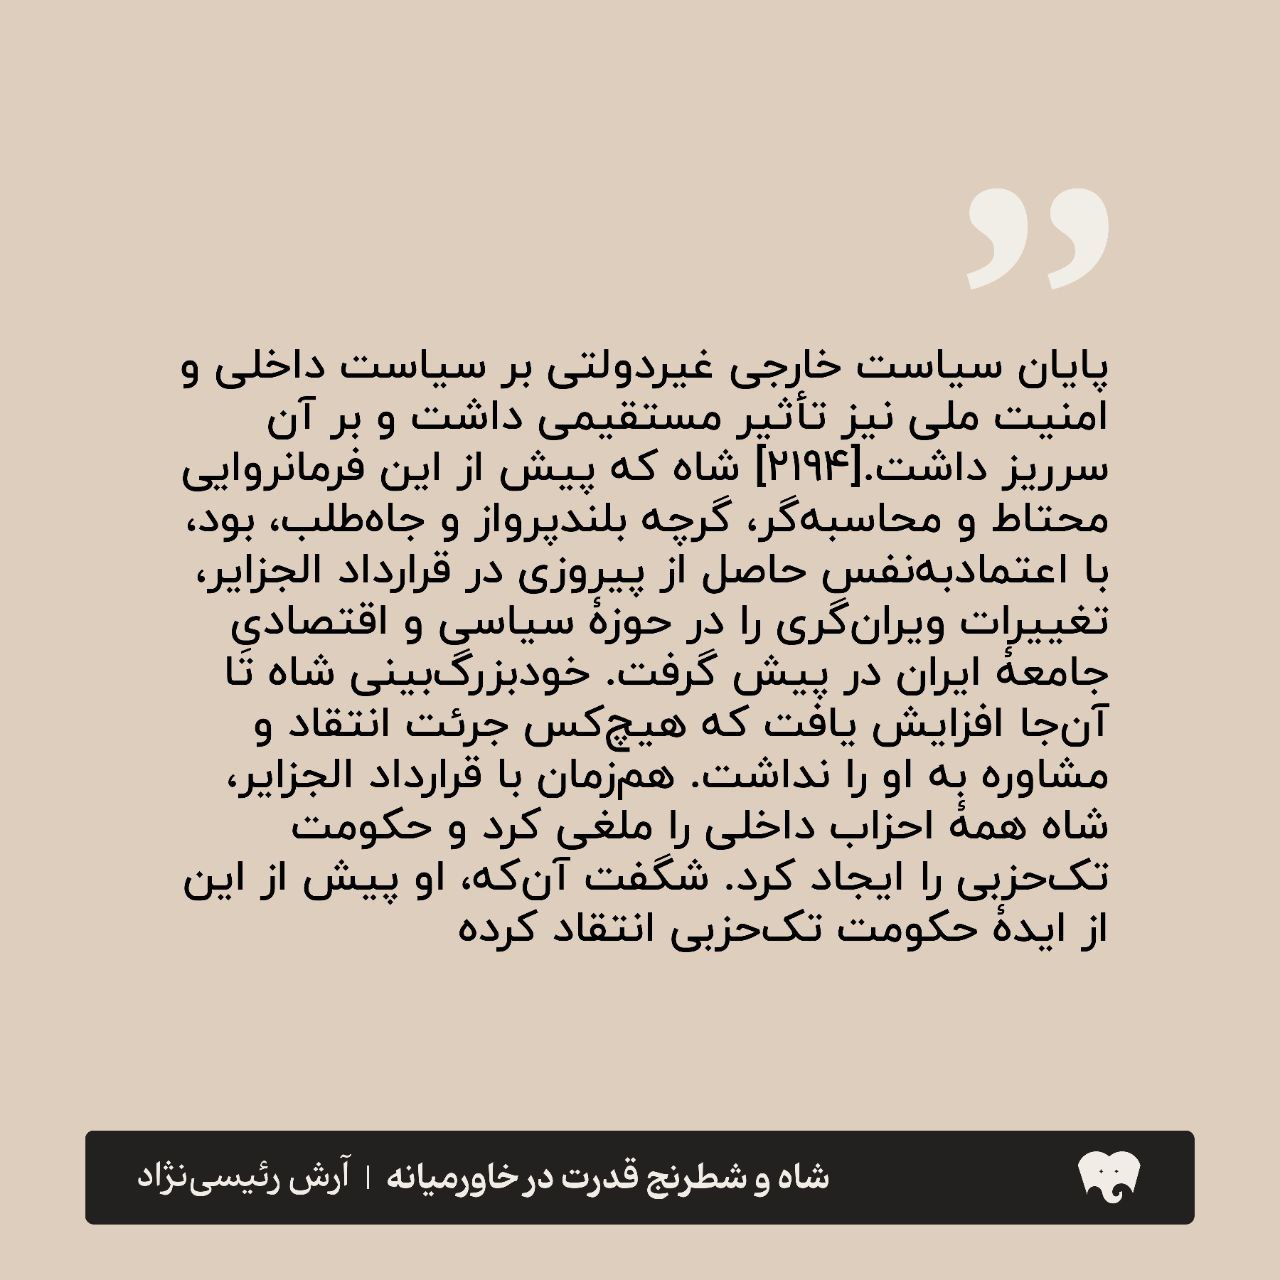 ”
پایان سیاست خارجی غیردولتی بر سیاست داخلی و
امنیت ملی نیز تأثیر مستقیمی داشت و بر آن
سرریز داشت.[۲۱۹۴] شاه که پیش از این فرمانروایی
محتاط و محاسبه‌گر، گرچه بلندپرواز و جاه‌طلب، بود،
با اعتمادبه‌نفس حاصل از پیروزی در قرارداد الجزایر،
تغییرات ویران‌گری را در حوزهٔ سیاسی و اقتصادیِ
جامعهٔ ایران در پیش گرفت. خودبزرگ‌بینی شاه تا
آن‌جا افزایش یافت که هیچ‌کس جرئت انتقاد و
مشاوره به او را نداشت. هم‌زمان با قرارداد الجزایر،
شاه همهٔ احزاب داخلی را ملغی کرد و حکومت
تک‌حزبی را ایجاد کرد. شگفت آن‌که، او پیش از این
از ایدهٔ حکومت تک‌حزبی انتقاد کرده
شاه و شطرنج قدرت در خاورمیانه | آرش رئیسی‌نژاد